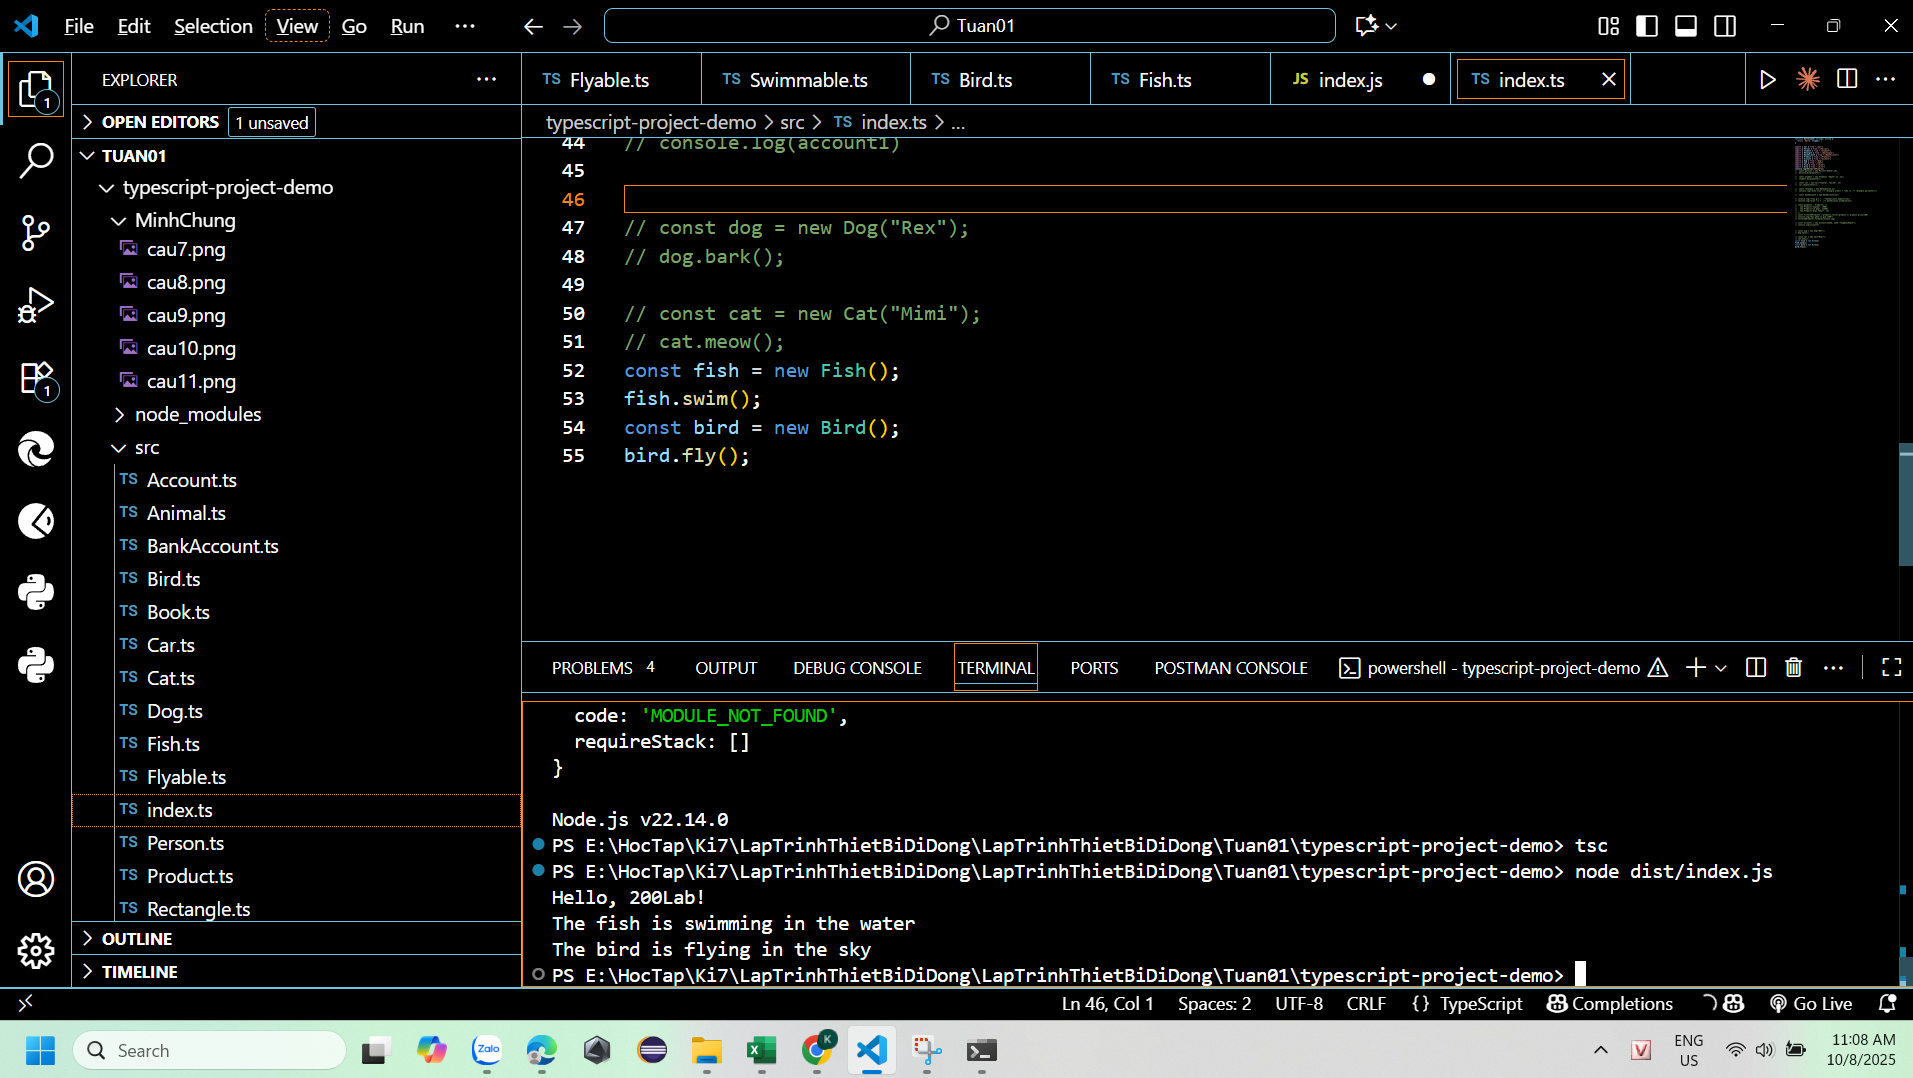 File Edit Selection View Go Run ···
Tuan01
EXPLORER
OPEN EDITORS 1 unsaved
TUAN01
typescript-project-demo
MinhChung
cau7.png
cau8.png
cau9.png
cau10.png
cau11.png
node_modules
src
TS Account.ts
TS Animal.ts
TS BankAccount.ts
TS Bird.ts
TS Book.ts
TS Car.ts
TS Cat.ts
TS Dog.ts
TS Fish.ts
TS Flyable.ts
TS index.ts
TS Person.ts
TS Product.ts
TS Rectangle.ts
OUTLINE
TIMELINE
1
1
TS Flyable.ts TS Swimmable.ts TS Bird.ts TS Fish.ts JS index.js TS index.ts
typescript-project-demo > src > TS index.ts > ...
44 // console.log(account1)
45
46
47 // const dog = new Dog("Rex");
48 // dog.bark();
49
50 // const cat = new Cat("Mimi");
51 // cat.meow();
52 const fish = new Fish();
53 fish.swim();
54 const bird = new Bird();
55 bird.fly();
PROBLEMS 4 OUTPUT DEBUG CONSOLE TERMINAL PORTS POSTMAN CONSOLE powershell - typescript-project-demo
code: 'MODULE_NOT_FOUND',
requireStack: []
}
Node.js v22.14.0
PS E:\HocTap\Ki7\LapTrinhThietBiDiDong\LapTrinhThietBiDiDong\Tuan01\typescript-project-demo> tsc
PS E:\HocTap\Ki7\LapTrinhThietBiDiDong\LapTrinhThietBiDiDong\Tuan01\typescript-project-demo> node dist/index.js
Hello, 200Lab!
The fish is swimming in the water
The bird is flying in the sky
PS E:\HocTap\Ki7\LapTrinhThietBiDiDong\LapTrinhThietBiDiDong\Tuan01\typescript-project-demo>
Ln 46, Col 1 Spaces: 2 UTF-8 CRLF {} TypeScript Completions Go Live
Search
Zalo
K
V
ENG
US
11:08 AM
10/8/2025